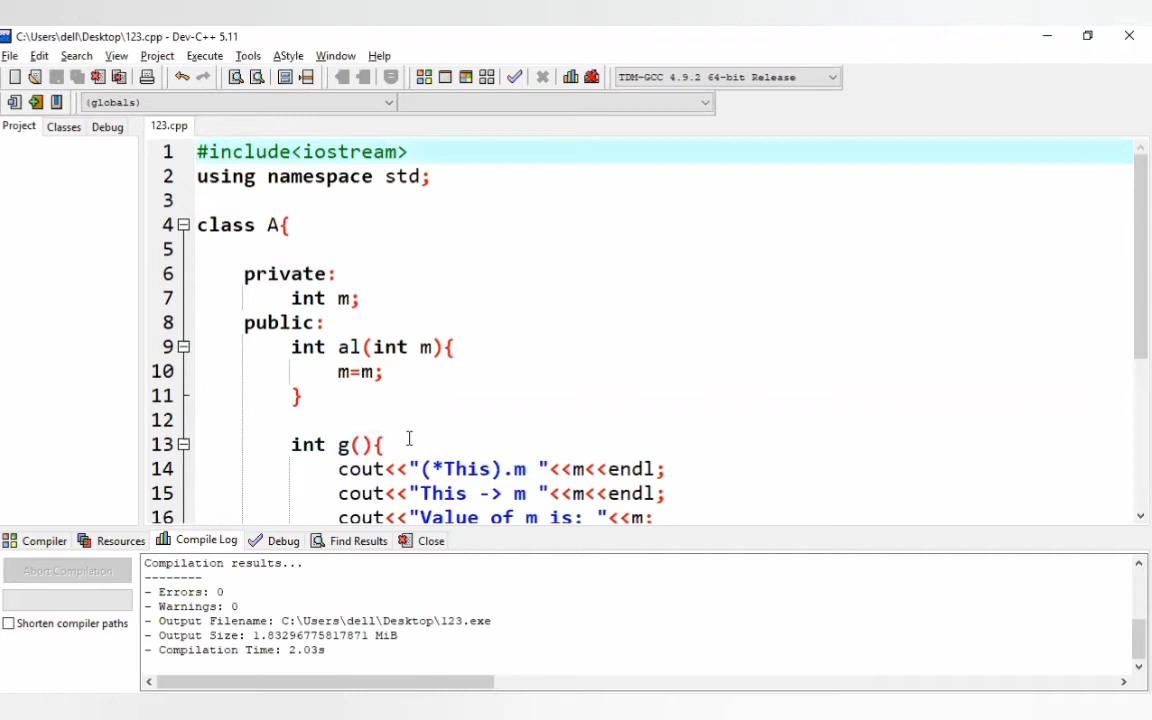 C:\Users\dell\Desktop\123.cpp - Dev-C++ 5.11
File Edit Search View Project Execute Tools AStyle Window Help
TDM-GCC 4.9.2 64-bit Release
(globals)
Project Classes Debug 123.cpp
1 #include<iostream>
2 using namespace std;
3
4 class A{
5
6 private:
7 int m;
8 public:
9 int al(int m){
10 m=m;
11 }
12
13 int g(){
14 cout<<"(*This).m "<<m<<endl;
15 cout<<"This -> m "<<m<<endl;
16 cout<<"Value of m is: "<<m;
Compiler Resources Compile Log Debug Find Results Close
Abort Compilation
Shorten compiler paths
Compilation results...
--------
- Errors: 0
- Warnings: 0
- Output Filename: C:\Users\dell\Desktop\123.exe
- Output Size: 1.83296775817871 MiB
- Compilation Time: 2.03s